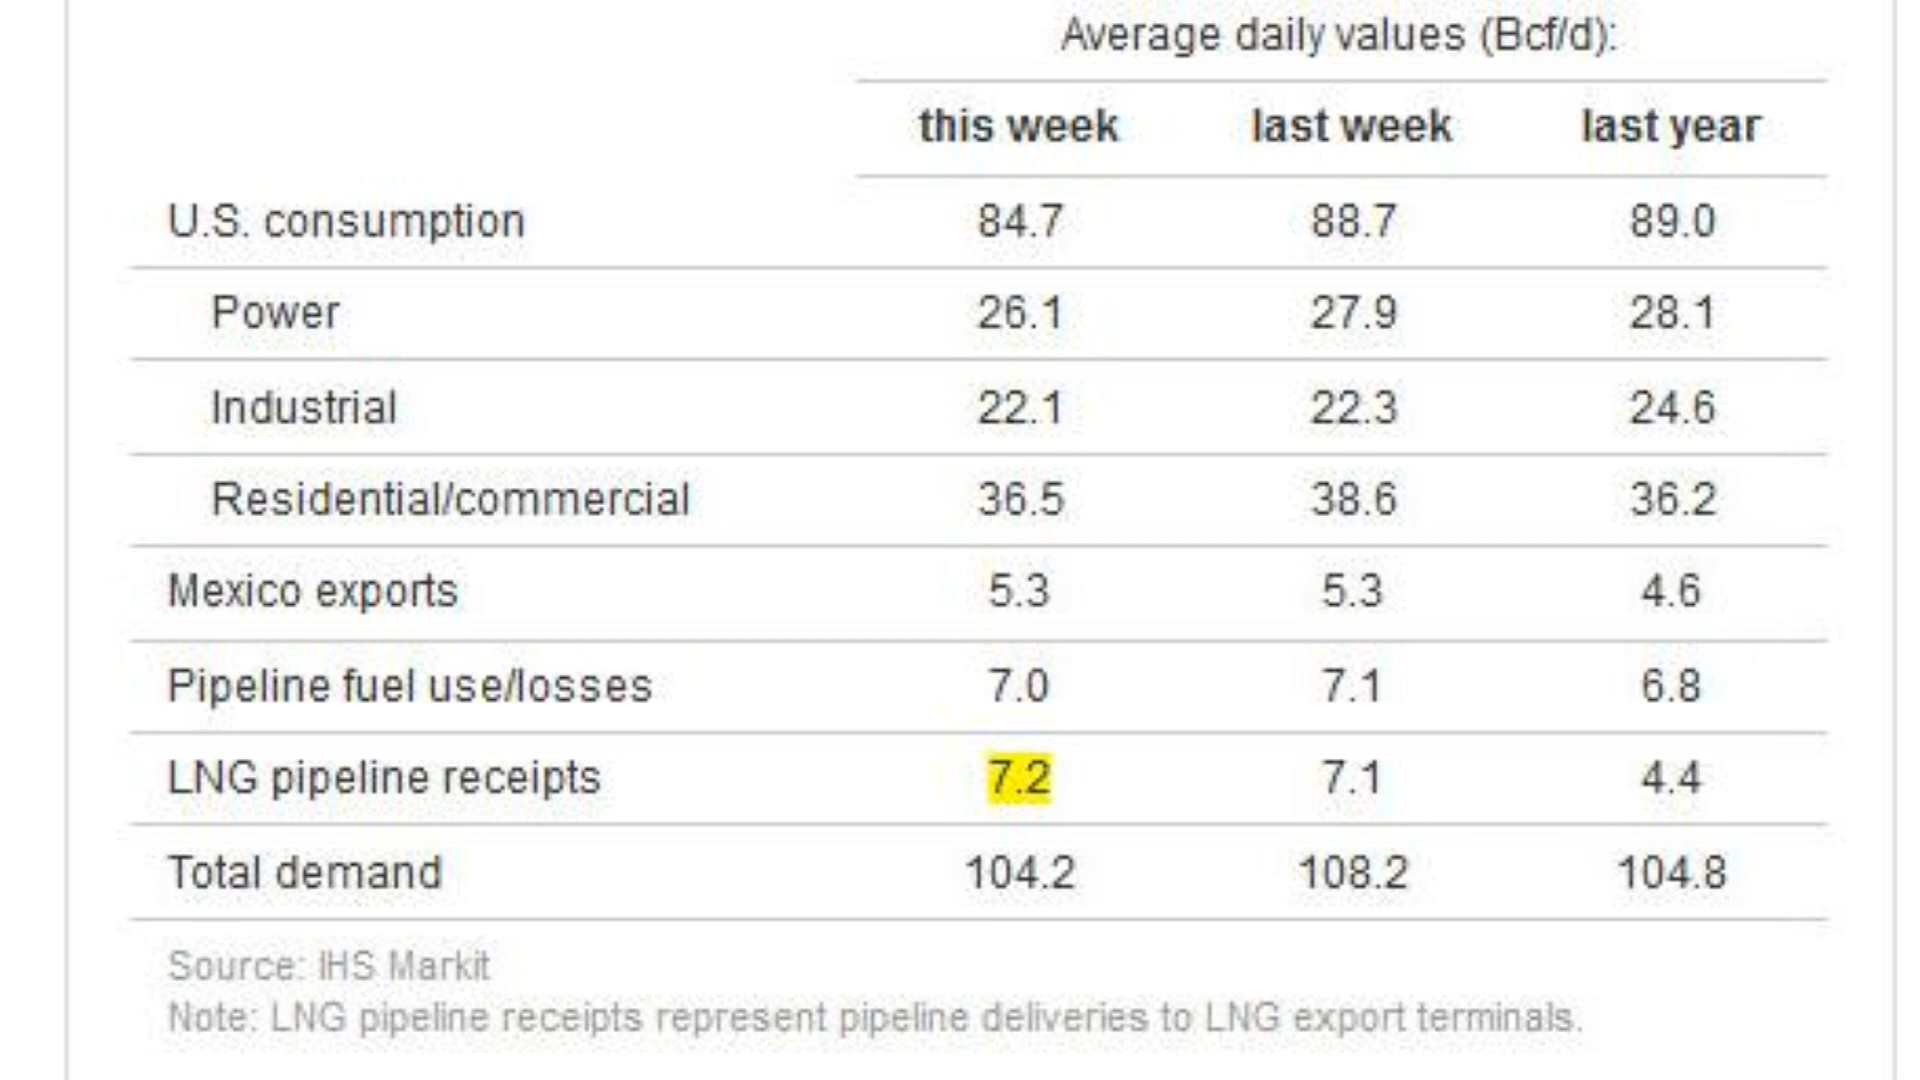 Average daily values (Bcf/d):
this week last week last year
U.S. consumption 84.7 88.7 89.0
Power 26.1 27.9 28.1
Industrial 22.1 22.3 24.6
Residential/commercial 36.5 38.6 36.2
Mexico exports 5.3 5.3 4.6
Pipeline fuel use/losses 7.0 7.1 6.8
LNG pipeline receipts 7.2 7.1 4.4
Total demand 104.2 108.2 104.8
Source: IHS Markit
Note: LNG pipeline receipts represent pipeline deliveries to LNG export terminals.